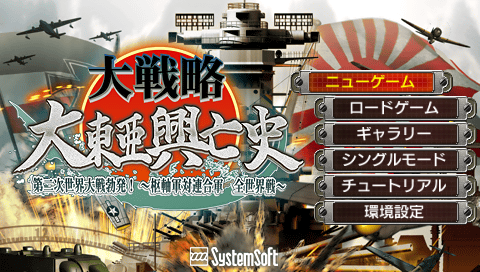 大戦略
大東亜興亡史
第二次世界大戦勃発！～枢軸軍対連合軍 全世界戦～
ニューゲーム
ロードゲーム
ギャラリー
シングルモード
チュートリアル
環境設定
SystemSoft